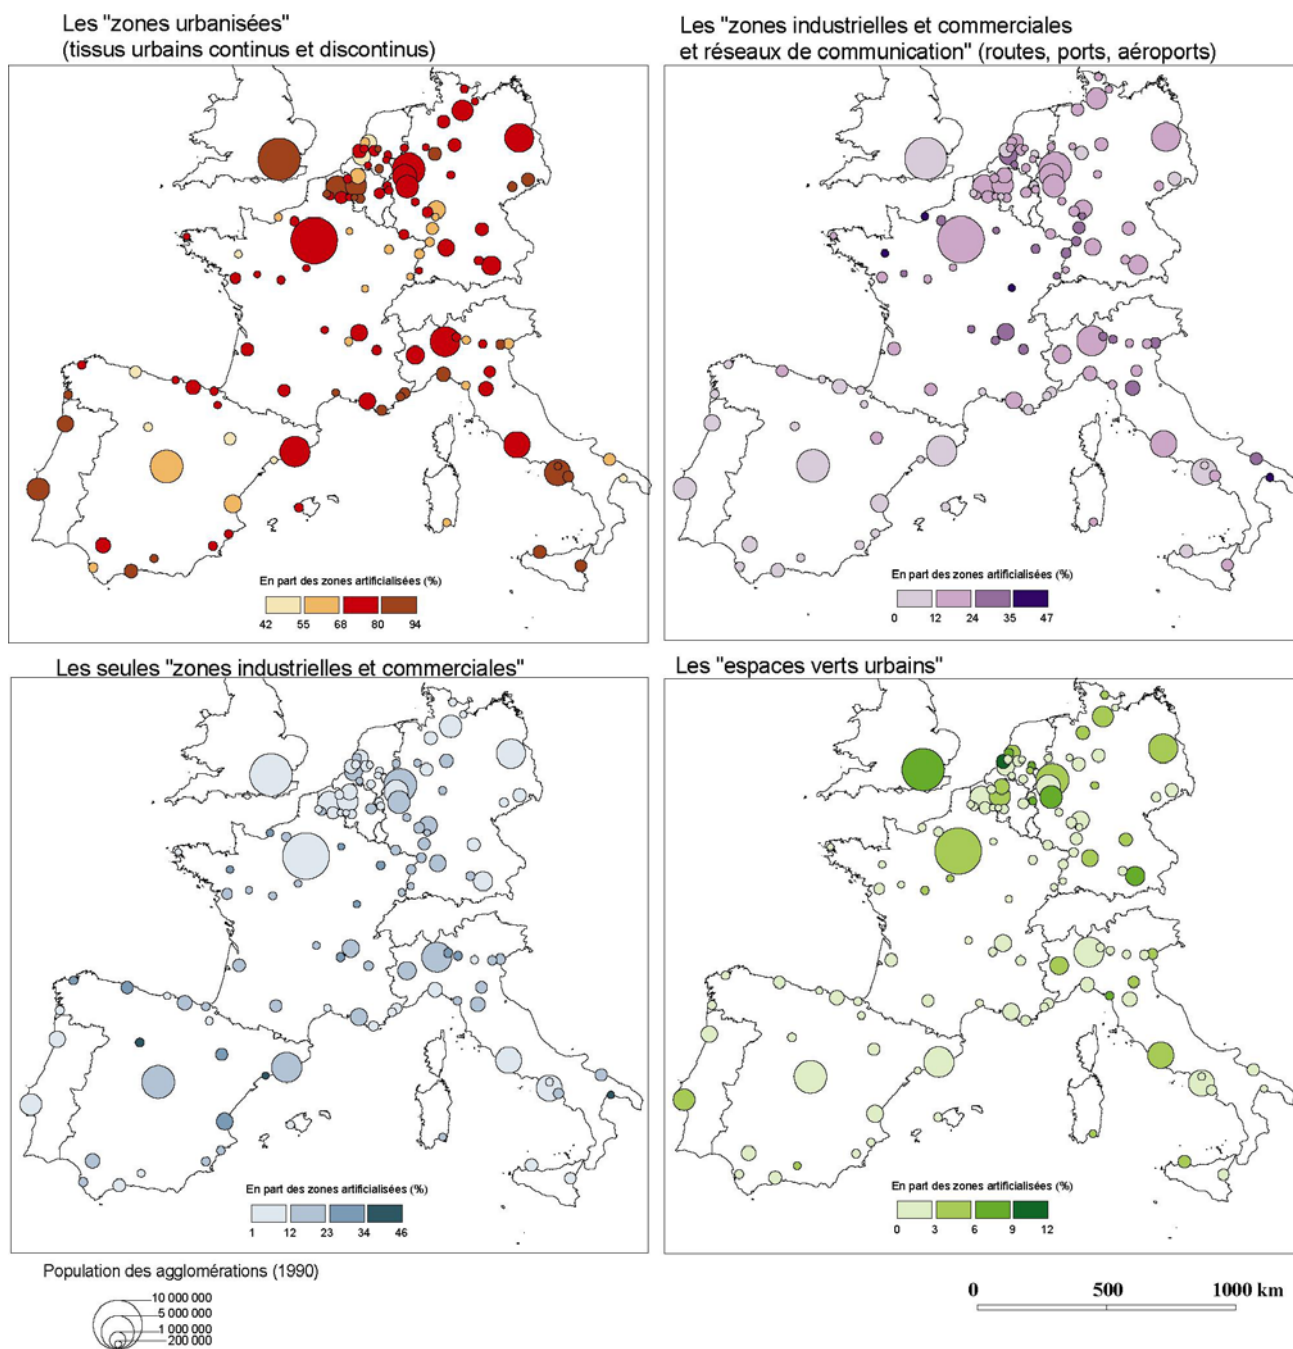 Les "zones urbanisées"
(tissus urbains continus et discontinus)
En part des zones artificialisées (%)
42 55 68 80 94
Les "zones industrielles et commerciales
et réseaux de communication" (routes, ports, aéroports)
En part des zones artificialisées (%)
0 12 24 35 47
Les seules "zones industrielles et commerciales"
En part des zones artificialisées (%)
1 12 23 34 46
Les "espaces verts urbains"
En part des zones artificialisées (%)
0 3 6 9 12
Population des agglomérations (1990)
10 000 000
5 000 000
1 000 000
200 000
0 500 1000 km